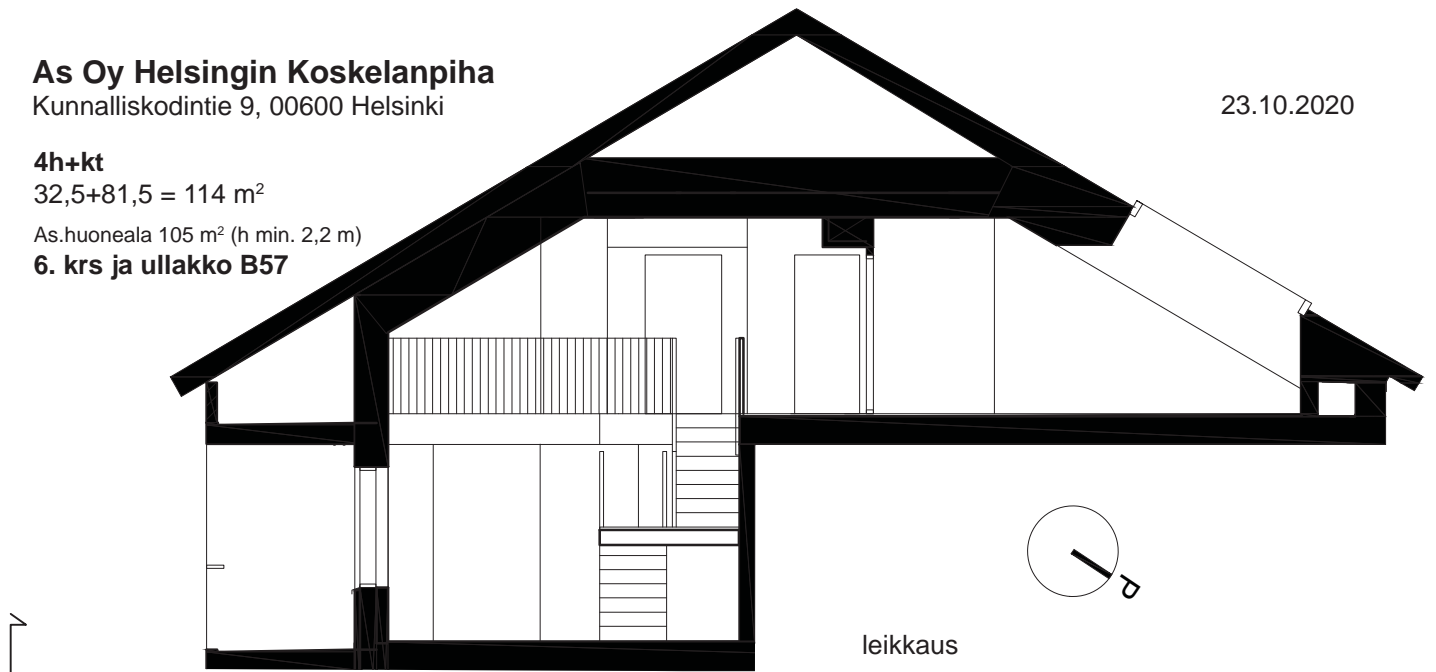 As Oy Helsingin Koskelanpiha
Kunnalliskodintie 9, 00600 Helsinki
23.10.2020
4h+kt
32,5+81,5 = 114 m²
As.huoneala 105 m² (h min. 2,2 m)
6. krs ja ullakko B57
P
leikkaus